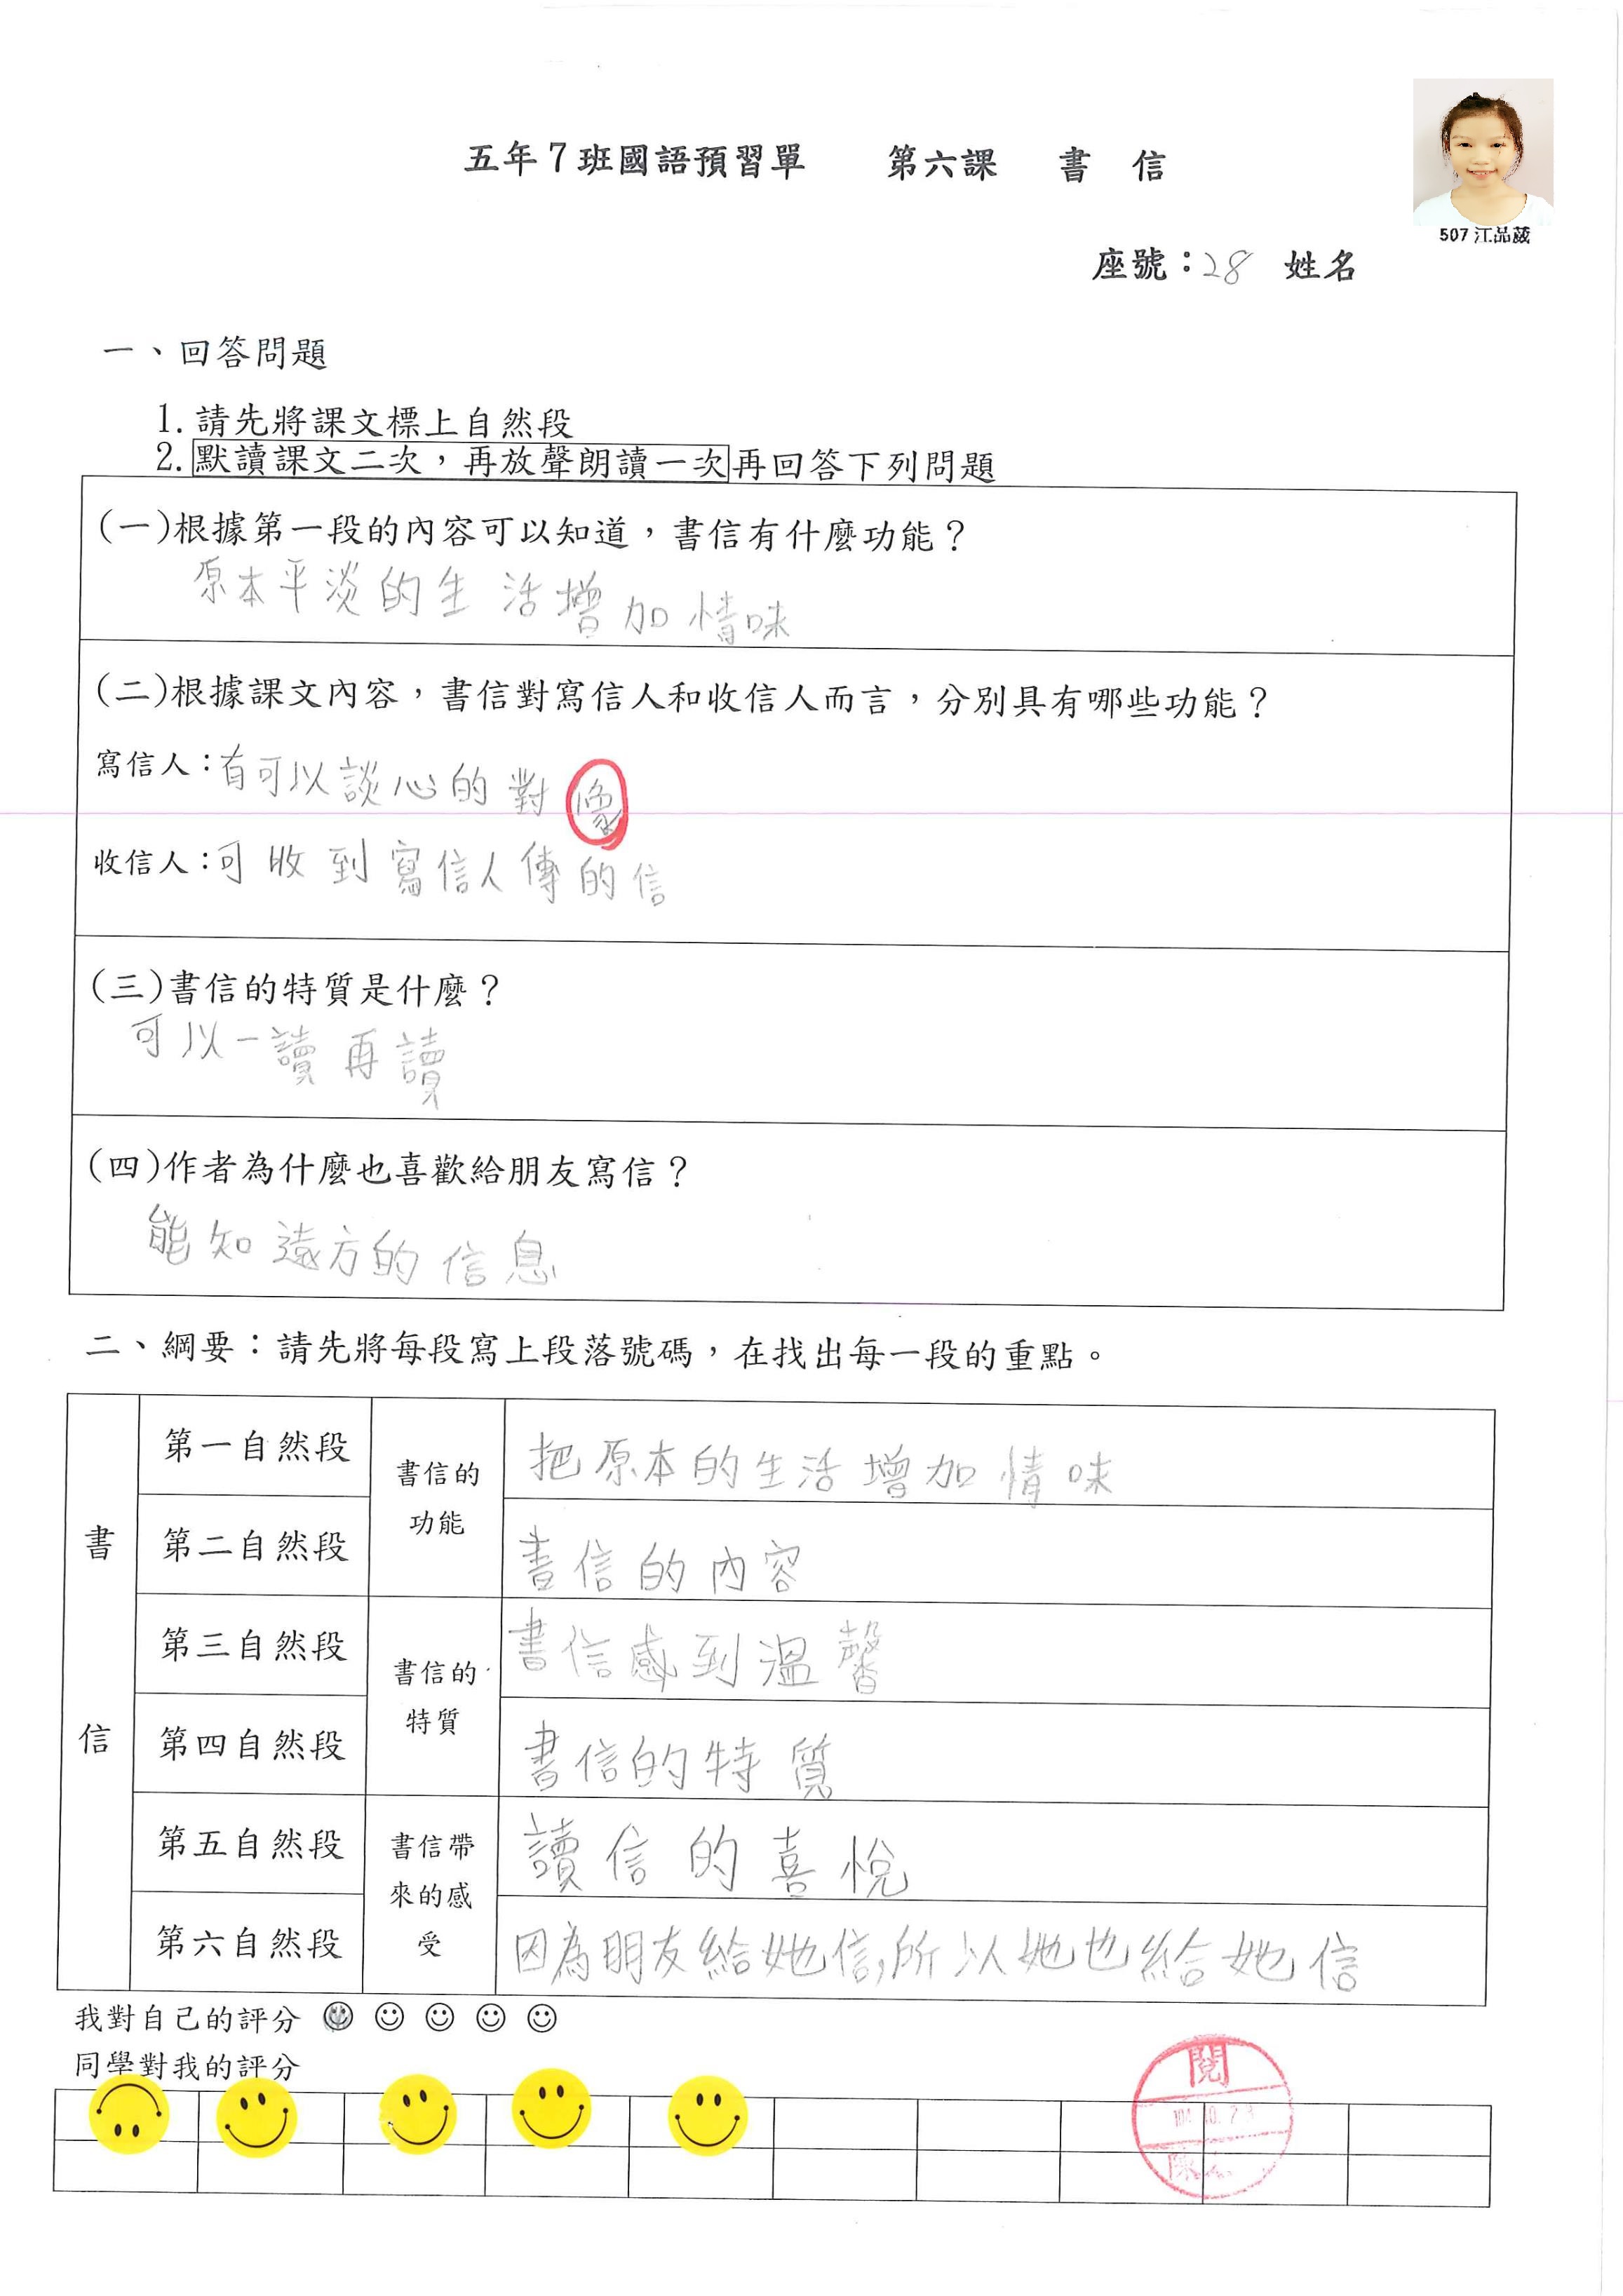 五年7班國語預習單 第六課 書 信
507 江品葳
座號：28 姓名
一、回答問題
1. 請先將課文標上自然段
2. 默讀課文二次，再放聲朗讀一次再回答下列問題
(一)根據第一段的內容可以知道，書信有什麼功能？
原本平淡的生活增加情味
(二)根據課文內容，書信對寫信人和收信人而言，分別具有哪些功能？
寫信人：有可以談心的對
收信人：可收到寫信人傳的信
(三)書信的特質是什麼？
可以一讀再讀
(四)作者為什麼也喜歡給朋友寫信？
能知遠方的信息
二、綱要：請先將每段寫上段落號碼，在找出每一段的重點。
書信
第一自然段 書信的功能 把原本的生活增加情味
第二自然段 書信的內容
第三自然段 書信的特質 書信感到溫馨
第四自然段 書信的特質
第五自然段 書信帶來的感受 讀信的喜悅
第六自然段 因為朋友給她信,所以她也給她信
我對自己的評分
同學對我的評分
閱